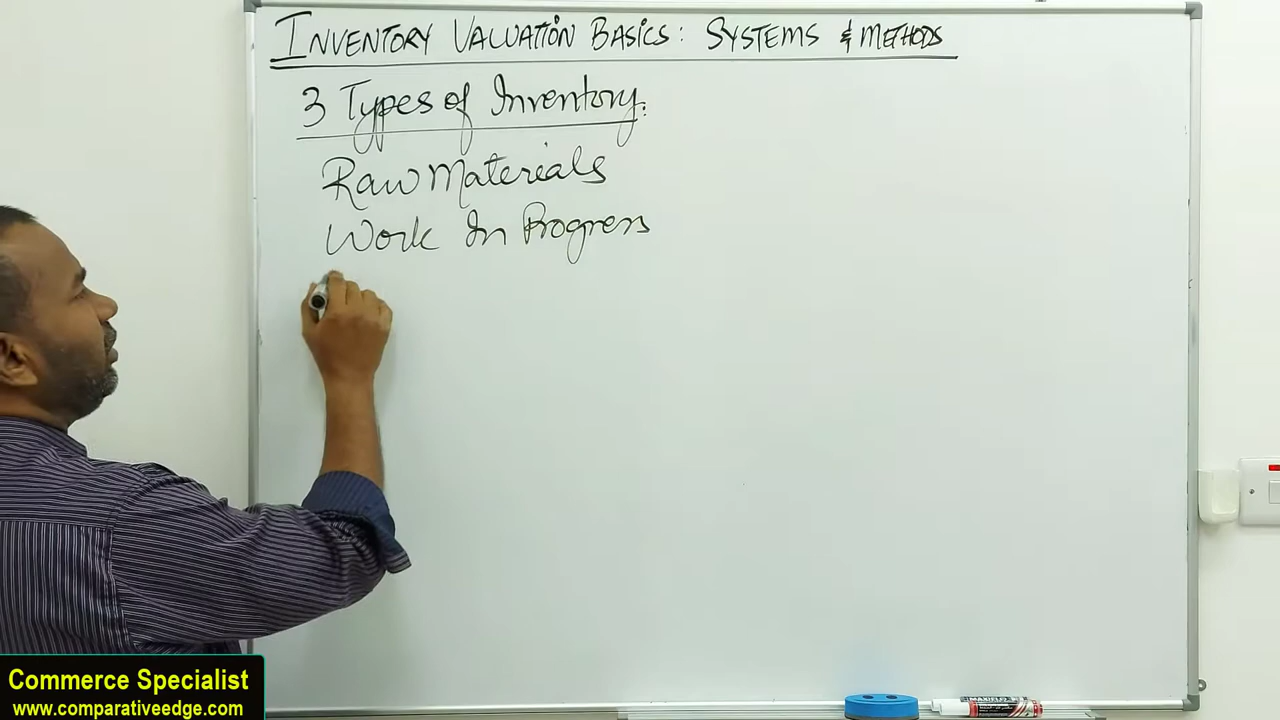 INVENTORY VALUATION BASICS: SYSTEMS & METHODS
3 Types of Inventory:
Raw Materials
Work In Progress
Commerce Specialist
www.comparativeedge.com